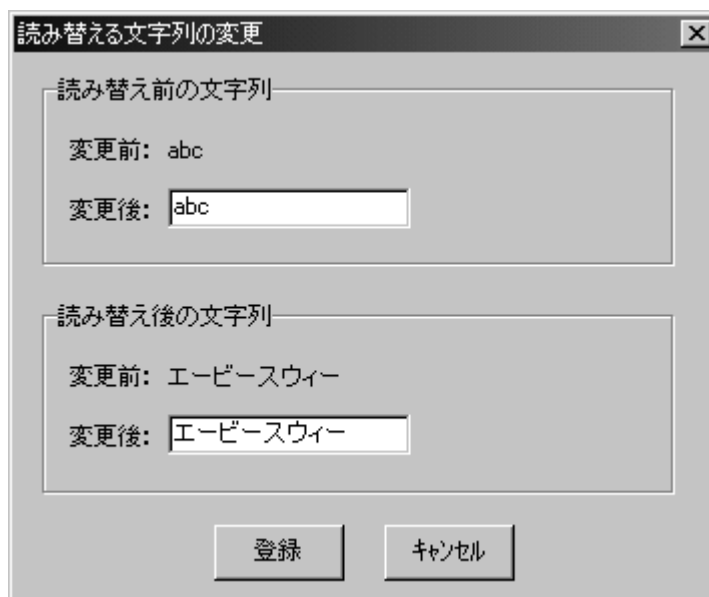 読み替える文字列の変更
読み替え前の文字列
変更前: abc
変更後: abc
読み替え後の文字列
変更前: エービースウィー
変更後: エービースウィー
登録 キャンセル